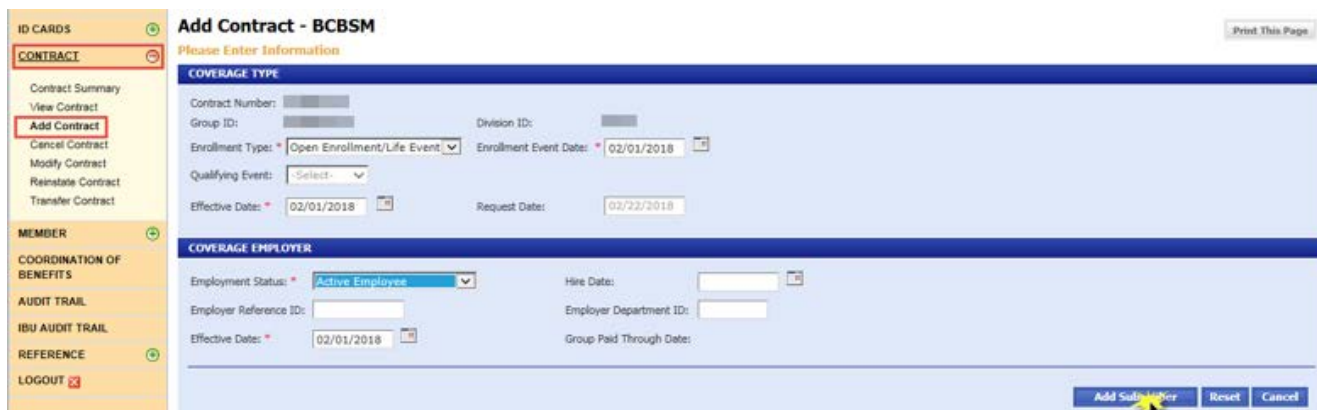 ID CARDS
CONTRACT
Contract Summary
View Contract
Add Contract
Cancel Contract
Modify Contract
Reinstate Contract
Transfer Contract
MEMBER
COORDINATION OF
BENEFITS
AUDIT TRAIL
IBU AUDIT TRAIL
REFERENCE
LOGOUT
Add Contract - BCBSM
Print This Page
Please Enter Information
COVERAGE TYPE
Contract Number:
Group ID: Division ID:
Enrollment Type: * Open Enrollment/Life Event Enrollment Event Date: * 02/01/2018
Qualifying Event: -Select-
Effective Date: * 02/01/2018 Request Date: 02/22/2018
COVERAGE EMPLOYER
Employment Status: * Active Employee Hire Date:
Employer Reference ID: Employer Department ID:
Effective Date: * 02/01/2018 Group Paid Through Date:
Add Reset Cancel